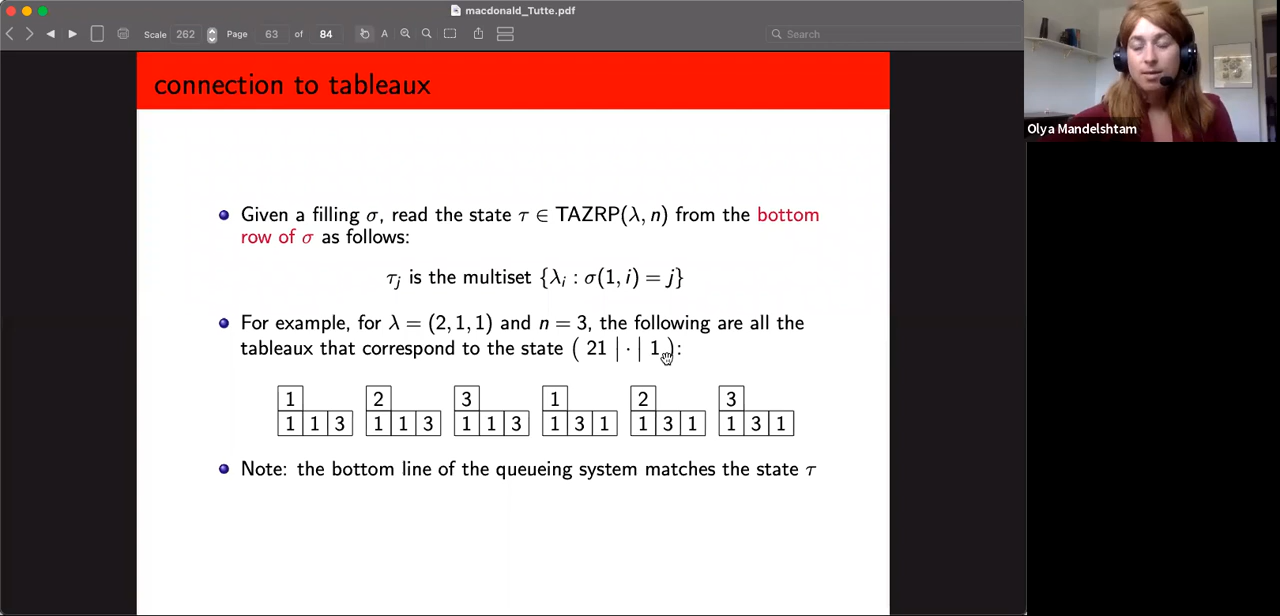 macdonald_Tutte.pdf
Scale 262 Page 63 of 84 A Search
connection to tableaux
Olya Mandelshtam
Given a filling σ, read the state τ ∈ TAZRP(λ, n) from the bottom
row of σ as follows:
τⱼ is the multiset {λᵢ : σ(1, i) = j}
For example, for λ = (2, 1, 1) and n = 3, the following are all the
tableaux that correspond to the state ( 21 | · | 1 ):
1 2 3 1 2 3
1 1 3 1 1 3 1 1 3 1 3 1 1 3 1 1 3 1
Note: the bottom line of the queueing system matches the state τ